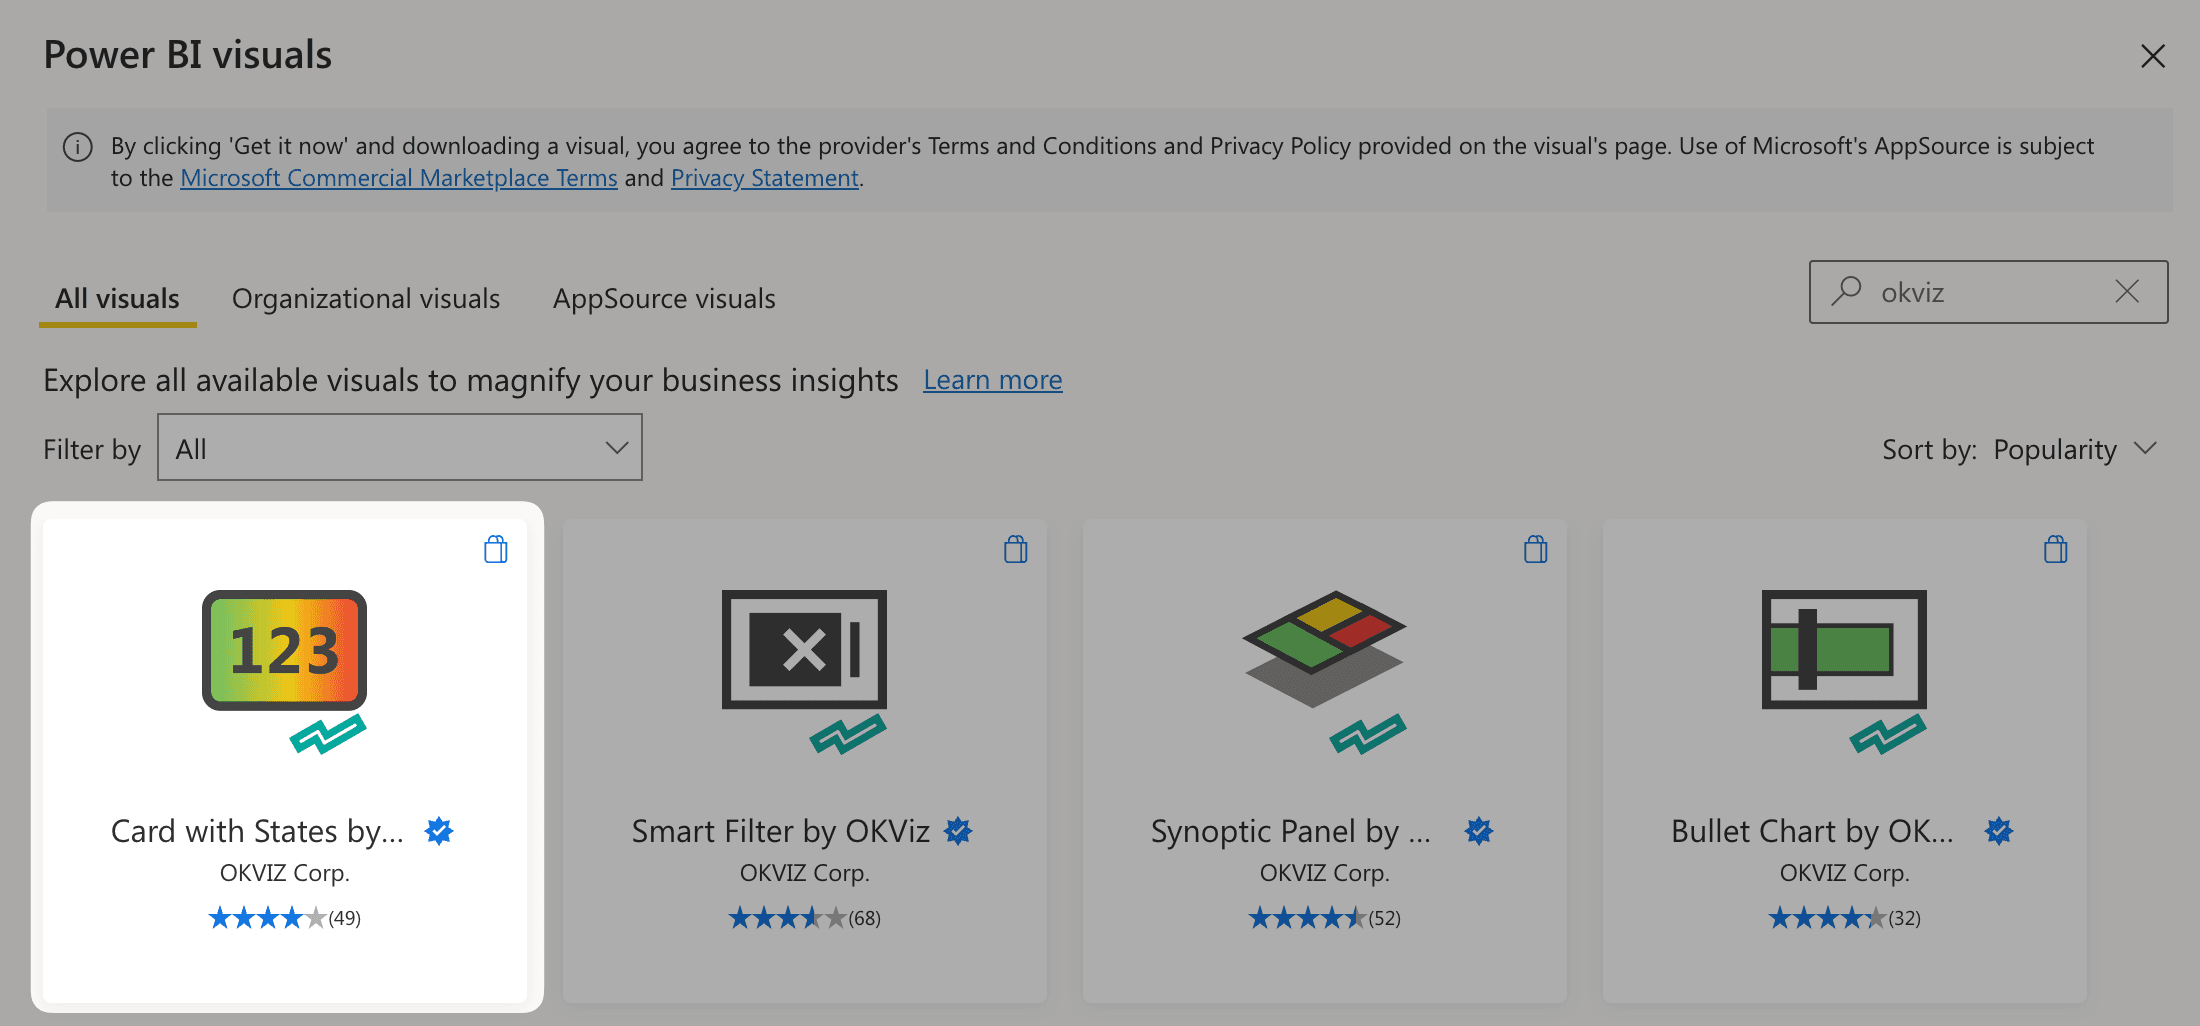 Power BI visuals
By clicking 'Get it now' and downloading a visual, you agree to the provider's Terms and Conditions and Privacy Policy provided on the visual's page. Use of Microsoft's AppSource is subject
to the Microsoft Commercial Marketplace Terms and Privacy Statement.
All visuals
Organizational visuals
AppSource visuals
okviz
Explore all available visuals to magnify your business insights Learn more
Filter by All
Sort by: Popularity
123
Card with States by...
OKVIZ Corp.
(49)
Smart Filter by OKViz
OKVIZ Corp.
(68)
Synoptic Panel by ...
OKVIZ Corp.
(52)
Bullet Chart by OK...
OKVIZ Corp.
(32)